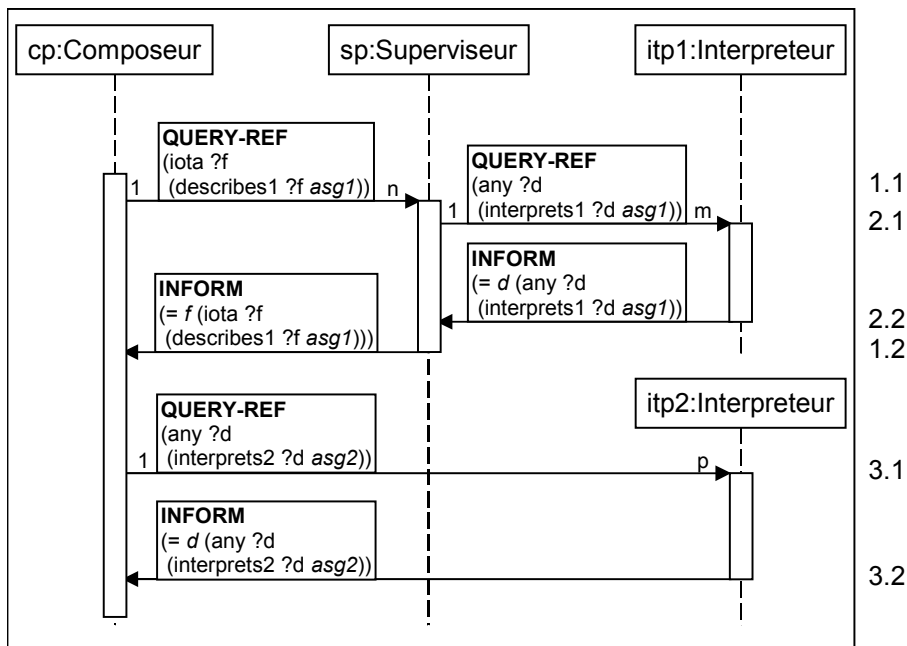 cp:Composeur
sp:Superviseur
itp1:Interpreteur
QUERY-REF
(iota ?f
(describes1 ?f asg1))
1
n
1.1
QUERY-REF
(any ?d
(interprets1 ?d asg1))
1
m
2.1
INFORM
(= d (any ?d
(interprets1 ?d asg1))
2.2
INFORM
(= f (iota ?f
(describes1 ?f asg1)))
1.2
itp2:Interpreteur
QUERY-REF
(any ?d
(interprets2 ?d asg2))
1
p
3.1
INFORM
(= d (any ?d
(interprets2 ?d asg2))
3.2